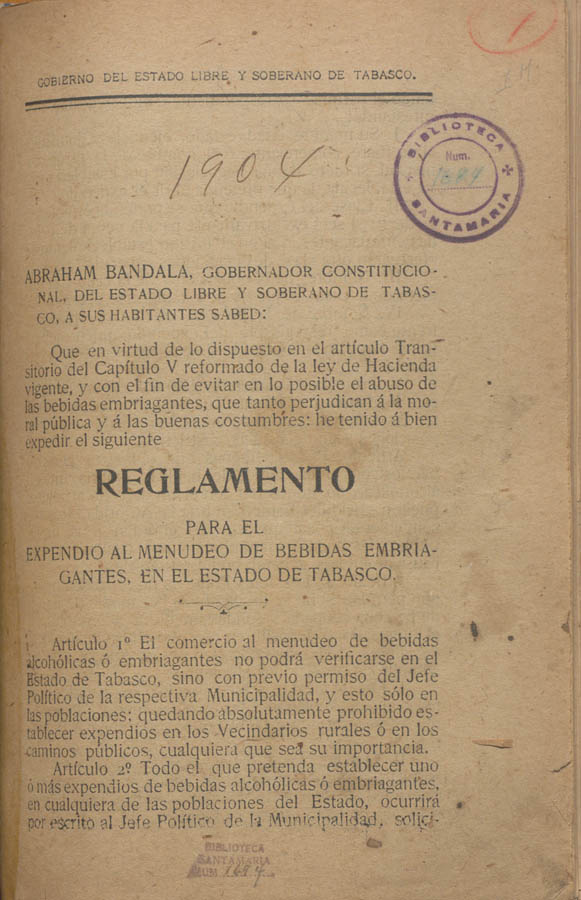 1
GOBIERNO DEL ESTADO LIBRE Y SOBERANO DE TABASCO.
1904
BIBLIOTECA
Num.
1694
SANTAMARIA
ABRAHAM BANDALA, GOBERNADOR CONSTITUCIO-
NAL, DEL ESTADO LIBRE Y SOBERANO DE TABAS-
CO, A SUS HABITANTES SABED:
Que en virtud de lo dispuesto en el artículo Tran-
sitorio del Capítulo V reformado de la ley de Hacienda
vigente, y con el fin de evitar en lo posible el abuso de
las bebidas embriagantes, que tanto perjudican á la mo-
ral pública y á las buenas costumbres: he tenido á bien
expedir el siguiente
REGLAMENTO
PARA EL
EXPENDIO AL MENUDEO DE BEBIDAS EMBRIA-
GANTES, EN EL ESTADO DE TABASCO.
Artículo 1º El comercio al menudeo de bebidas
alcohólicas ó embriagantes no podrá verificarse en el
Estado de Tabasco, sino con previo permiso del Jefe
Político de la respectiva Municipalidad, y esto sólo en
las poblaciones: quedando absolutamente prohibido es-
tablecer expendios en los Vecindarios rurales ó en los
caminos públicos, cualquiera que sea su importancia.
Artículo 2º Todo el que pretenda establecer uno
ó más expendios de bebidas alcohólicas ó embriagantes,
en cualquiera de las poblaciones del Estado, ocurrirá
por escrito al Jefe Político de la Municipalidad, solici-
BIBLIOTECA
SANTAMARIA
NUM 1694